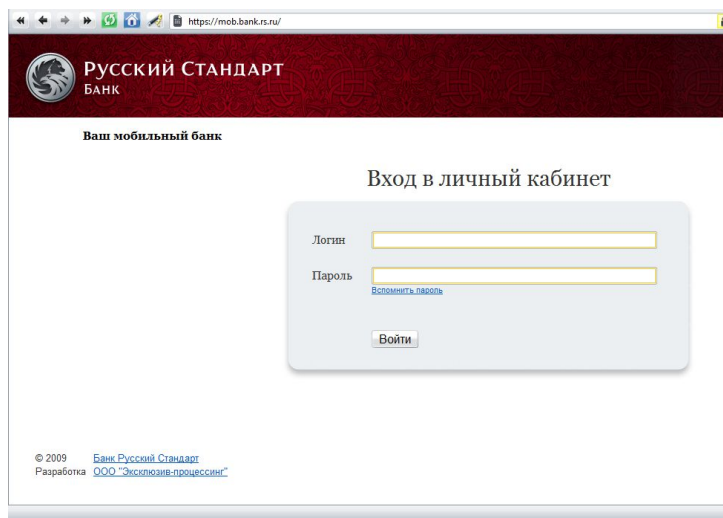 https://mob.bank.rs.ru/
Русский Стандарт
Банк
Ваш мобильный банк
Вход в личный кабинет
Логин
Пароль
Вспомнить пароль
Войти
© 2009 Банк Русский Стандарт
Разработка ООО "Эксклюзив-процессинг"